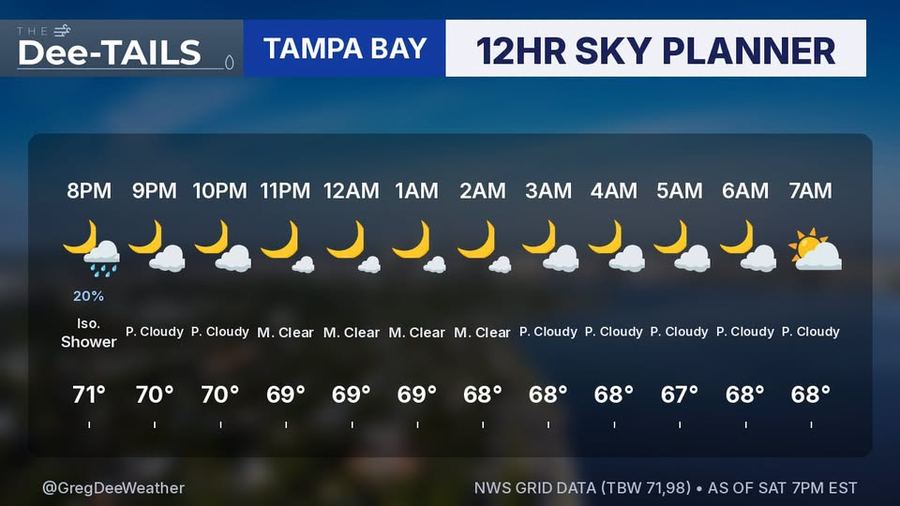 THE
Dee-TAILS
TAMPA BAY
12HR SKY PLANNER
8PM 9PM 10PM 11PM 12AM 1AM 2AM 3AM 4AM 5AM 6AM 7AM
20%
Iso.
Shower P. Cloudy P. Cloudy M. Clear M. Clear M. Clear M. Clear P. Cloudy P. Cloudy P. Cloudy P. Cloudy P. Cloudy
71° 70° 70° 69° 69° 69° 68° 68° 68° 67° 68° 68°
@GregDeeWeather
NWS GRID DATA (TBW 71,98) • AS OF SAT 7PM EST